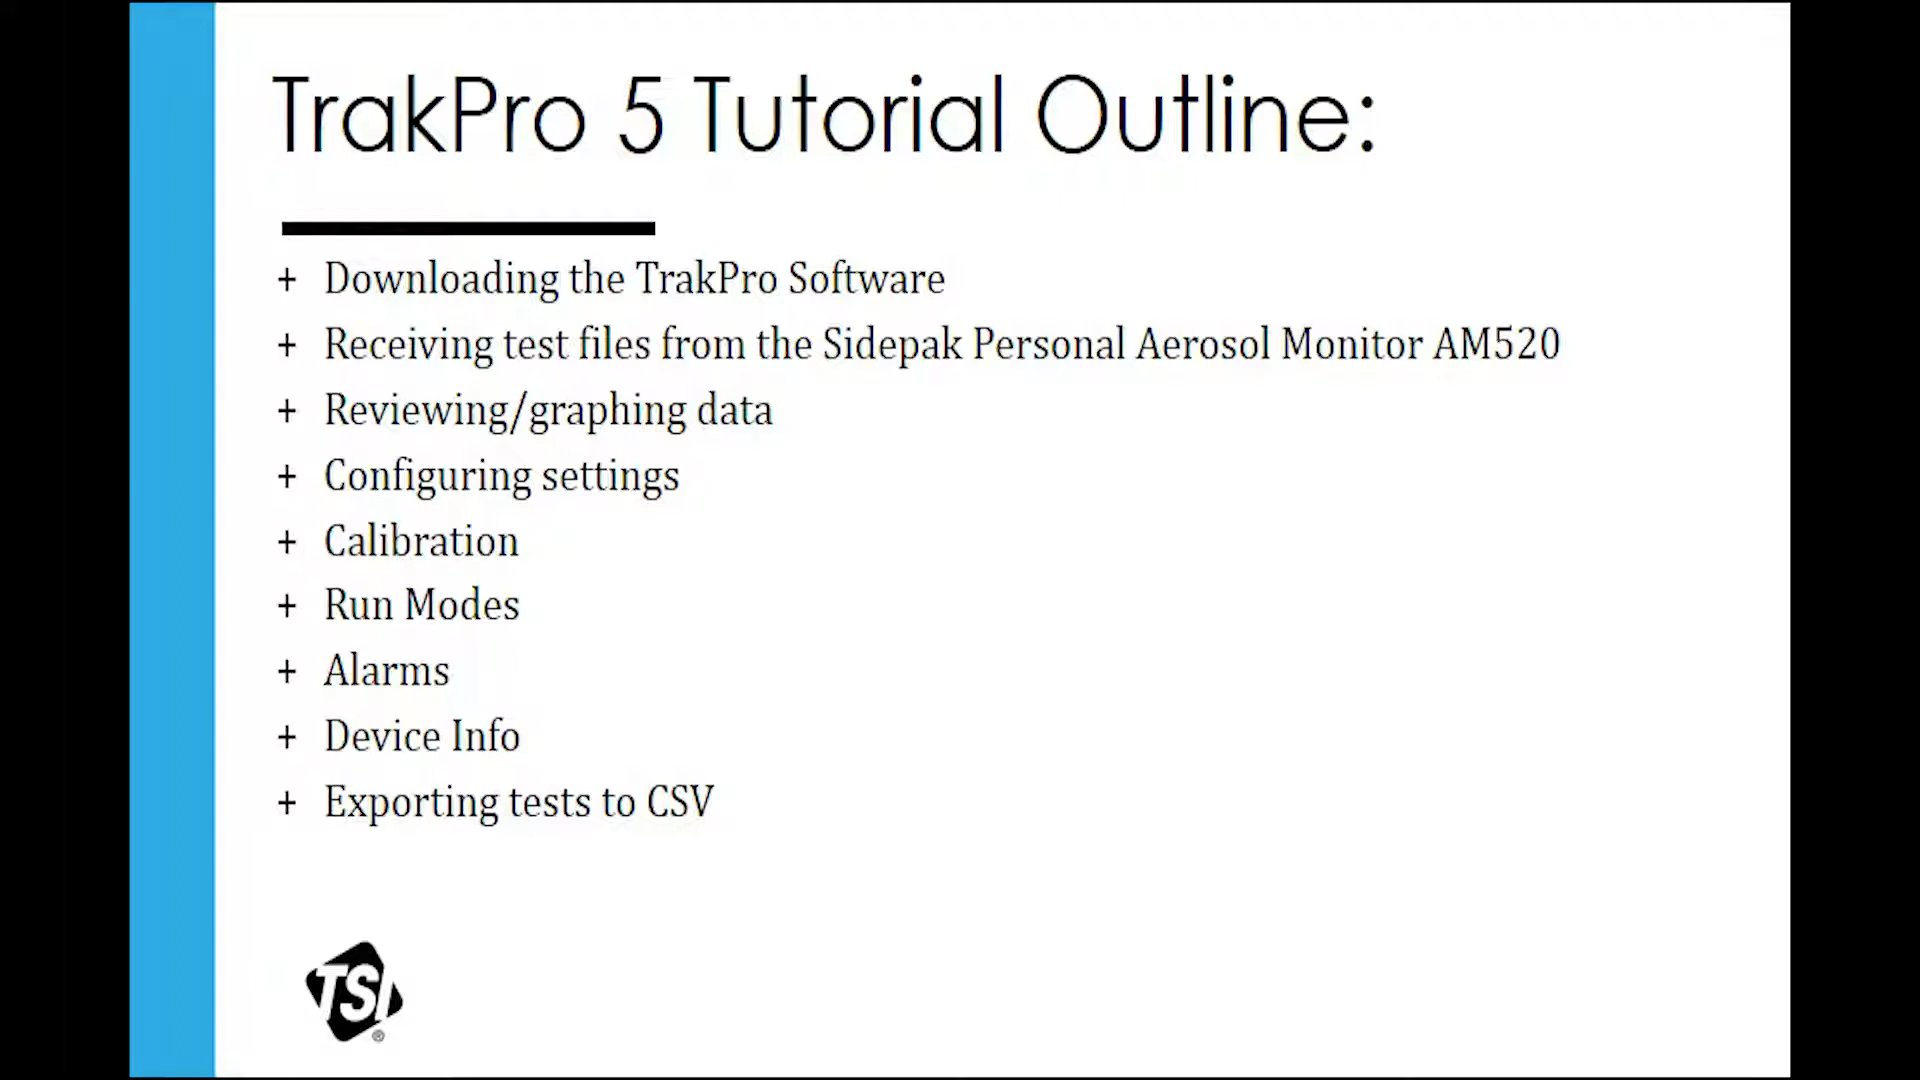 TrakPro 5 Tutorial Outline:
+ Downloading the TrakPro Software
+ Receiving test files from the Sidepak Personal Aerosol Monitor AM520
+ Reviewing/graphing data
+ Configuring settings
+ Calibration
+ Run Modes
+ Alarms
+ Device Info
+ Exporting tests to CSV
TSI
®